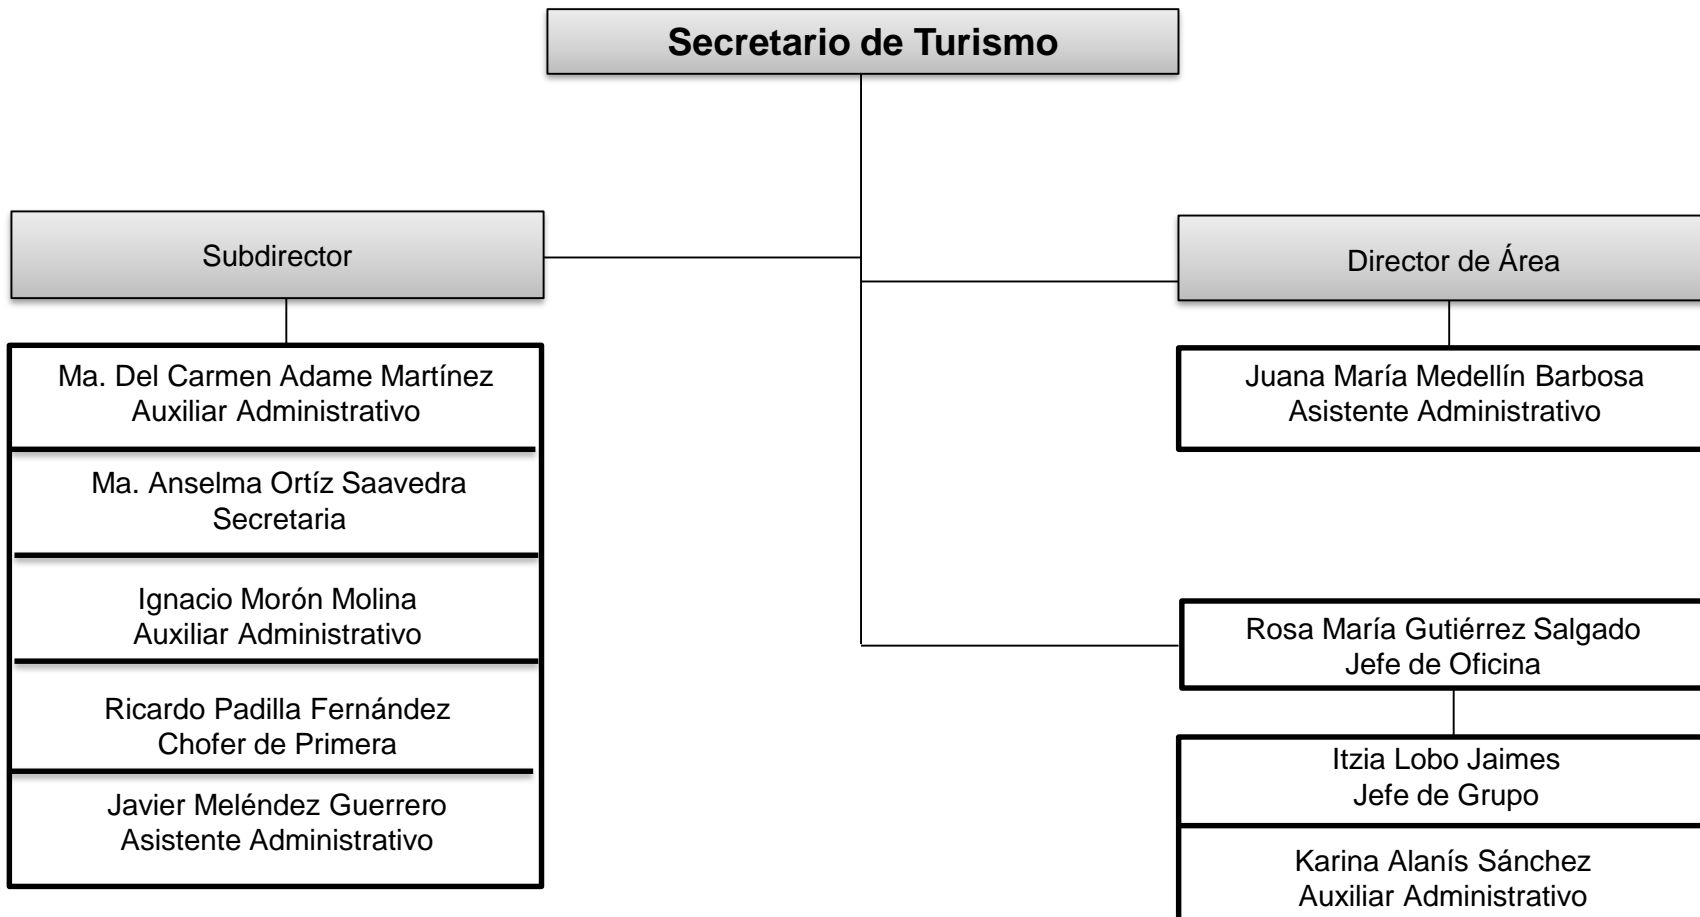 Secretario de Turismo
Subdirector
Director de Área
Ma. Del Carmen Adame Martínez
Auxiliar Administrativo
Ma. Anselma Ortíz Saavedra
Secretaria
Ignacio Morón Molina
Auxiliar Administrativo
Ricardo Padilla Fernández
Chofer de Primera
Javier Meléndez Guerrero
Asistente Administrativo
Juana María Medellín Barbosa
Asistente Administrativo
Rosa María Gutiérrez Salgado
Jefe de Oficina
Itzia Lobo Jaimes
Jefe de Grupo
Karina Alanís Sánchez
Auxiliar Administrativo